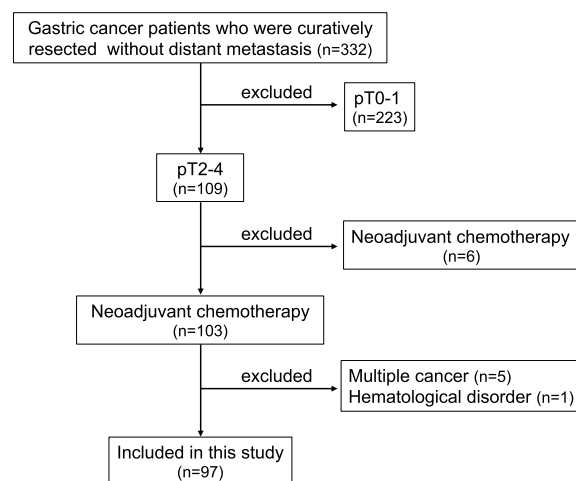 Gastric cancer patients who were curatively
resected without distant metastasis (n=332)
excluded
pT0-1
(n=223)
pT2-4
(n=109)
excluded
Neoadjuvant chemotherapy
(n=6)
Neoadjuvant chemotherapy
(n=103)
excluded
Multiple cancer (n=5)
Hematological disorder (n=1)
Included in this study
(n=97)